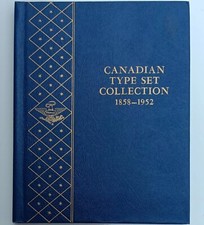 CANADIAN
TYPE SET
COLLECTION
1858–1952